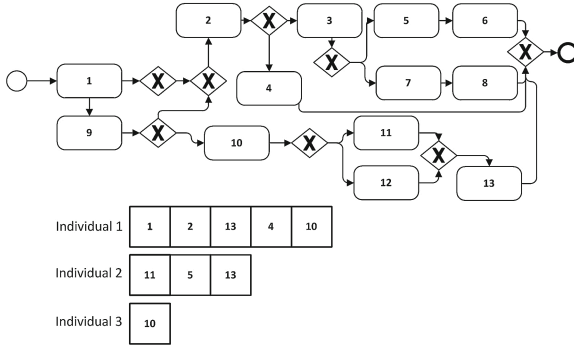 2
X
3
5
6
X
1
X
X
X
7
8
4
9
X
10
X
11
X
12
13
Individual 1 1 2 13 4 10
Individual 2 11 5 13
Individual 3 10